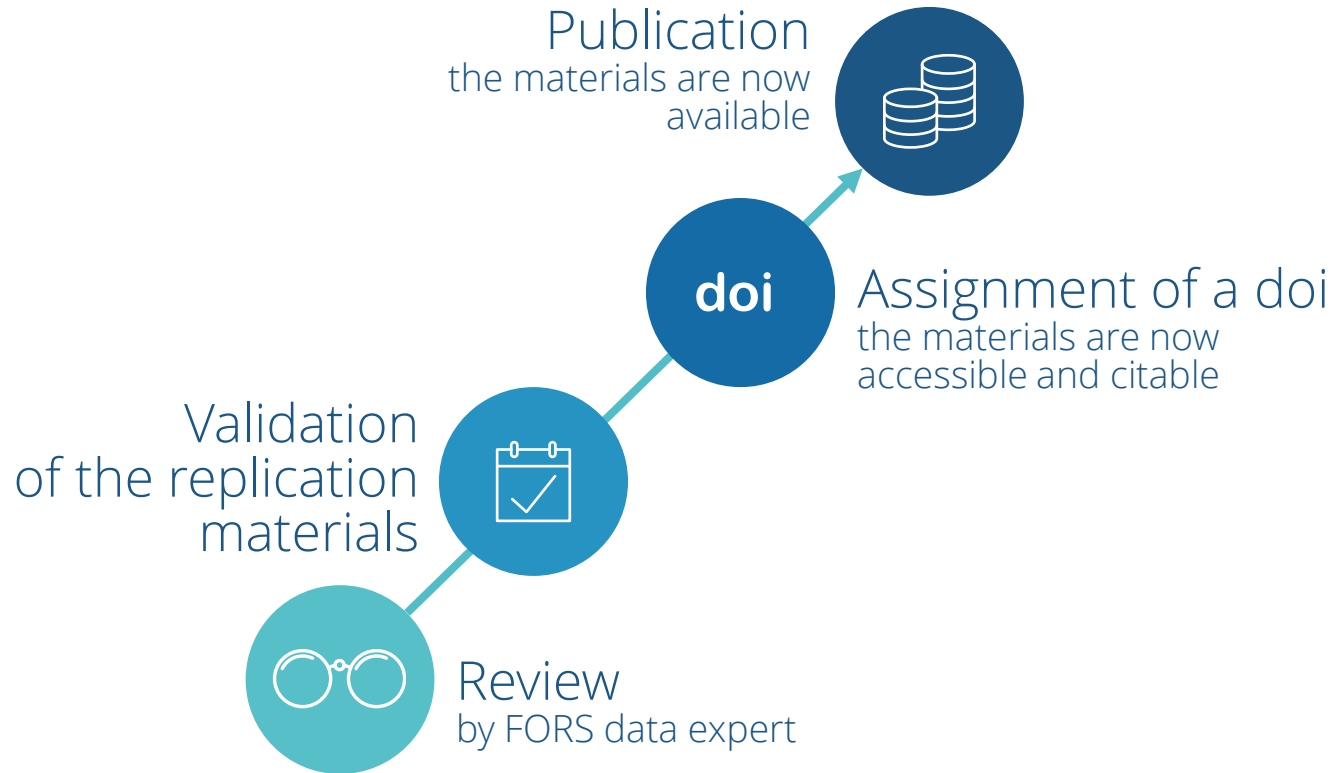 Publication
the materials are now
available
doi
Assignment of a doi
the materials are now
accessible and citable
Validation
of the replication
materials
Review
by FORS data expert